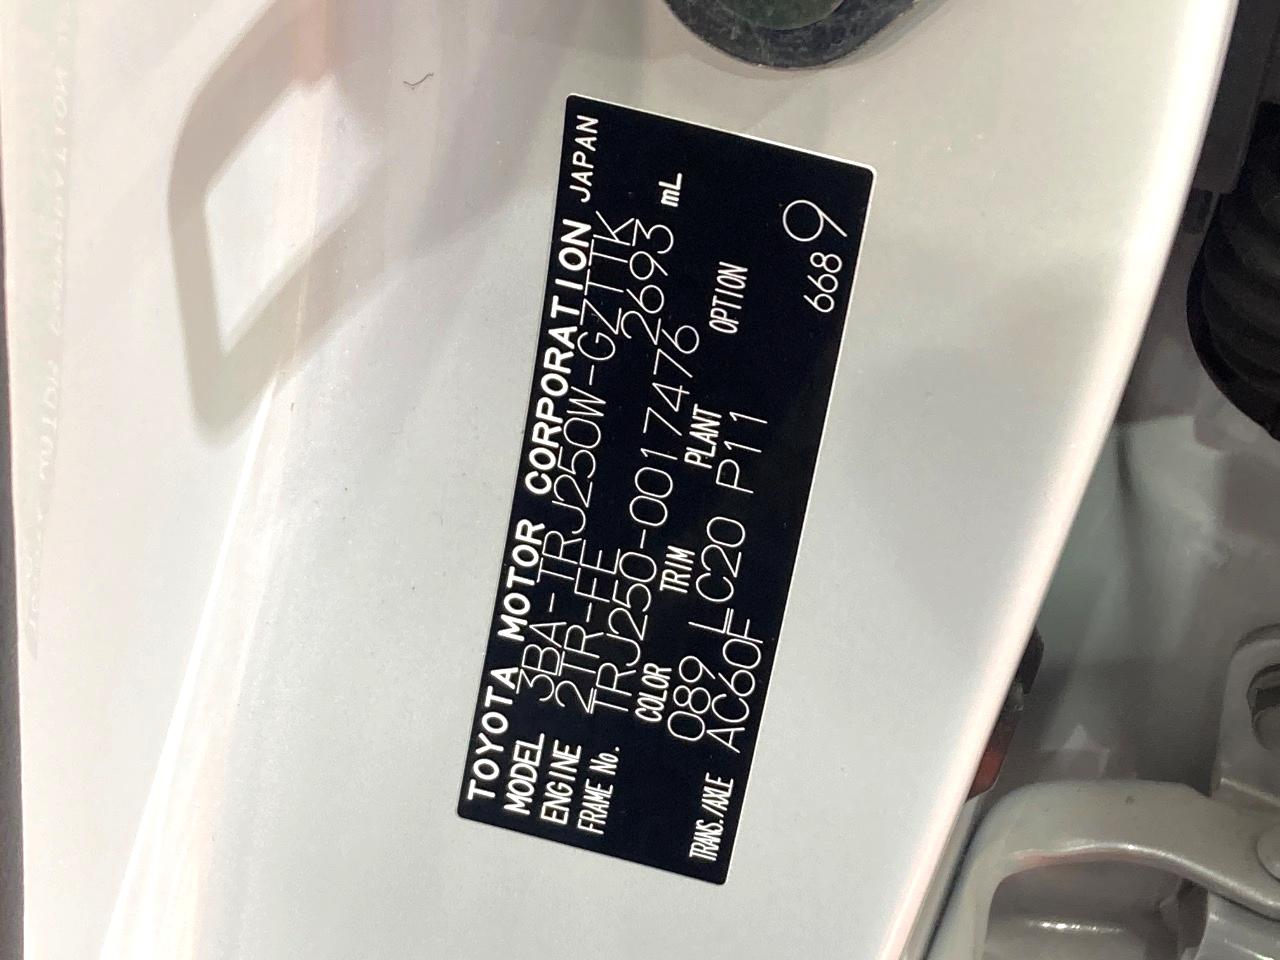 TOYOTA MOTOR CORPORATION JAPAN
MODEL 3BA-TRJ250W-GZTTK
ENGINE 2TR-FE 2693 mL
FRAME No. TRJ250-0017476
COLOR TRIM PLANT OPTION
089 LC20 P11
TRANS./AXLE AC60F 6689